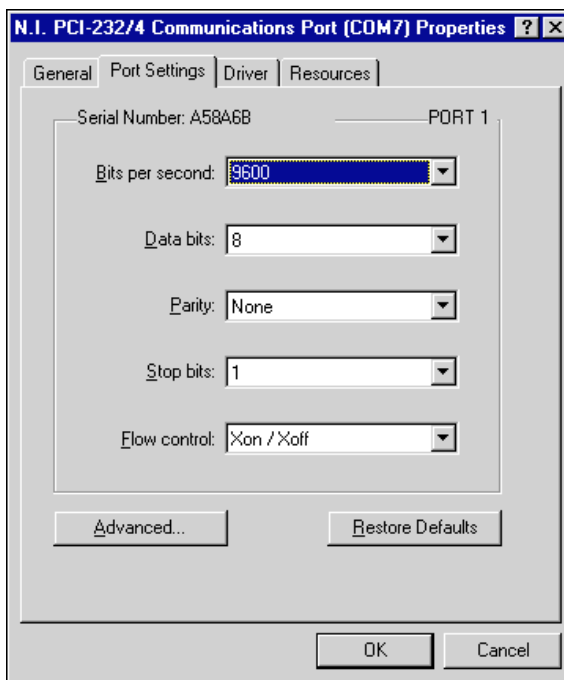 N.I. PCI-232/4 Communications Port (COM7) Properties ? X
General Port Settings Driver Resources
Serial Number: A58A6B PORT 1
Bits per second: 9600
Data bits: 8
Parity: None
Stop bits: 1
Flow control: Xon / Xoff
Advanced... Restore Defaults
OK Cancel